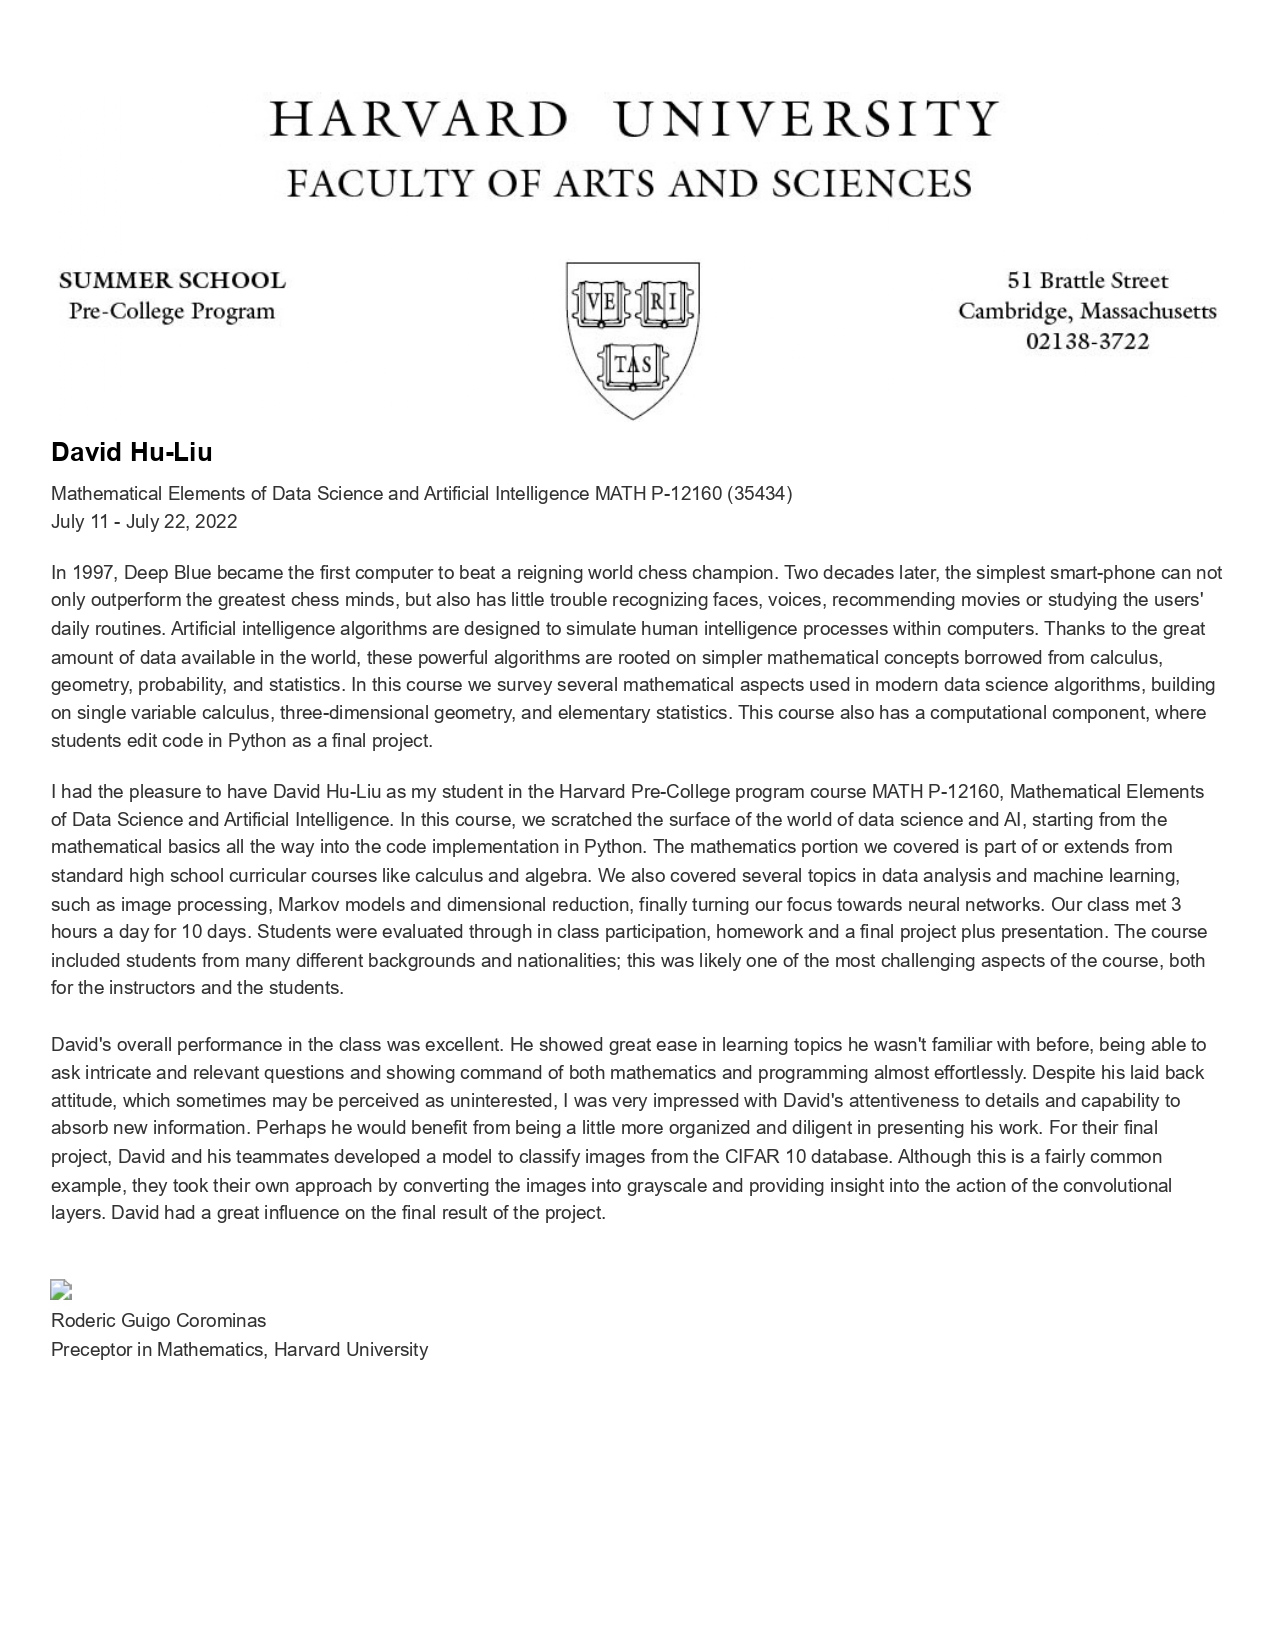 HARVARD UNIVERSITY
FACULTY OF ARTS AND SCIENCES
SUMMER SCHOOL
Pre-College Program
VE RI
TAS
51 Brattle Street
Cambridge, Massachusetts
02138-3722
David Hu-Liu
Mathematical Elements of Data Science and Artificial Intelligence MATH P-12160 (35434)
July 11 - July 22, 2022
In 1997, Deep Blue became the first computer to beat a reigning world chess champion. Two decades later, the simplest smart-phone can not
only outperform the greatest chess minds, but also has little trouble recognizing faces, voices, recommending movies or studying the users'
daily routines. Artificial intelligence algorithms are designed to simulate human intelligence processes within computers. Thanks to the great
amount of data available in the world, these powerful algorithms are rooted on simpler mathematical concepts borrowed from calculus,
geometry, probability, and statistics. In this course we survey several mathematical aspects used in modern data science algorithms, building
on single variable calculus, three-dimensional geometry, and elementary statistics. This course also has a computational component, where
students edit code in Python as a final project.
I had the pleasure to have David Hu-Liu as my student in the Harvard Pre-College program course MATH P-12160, Mathematical Elements
of Data Science and Artificial Intelligence. In this course, we scratched the surface of the world of data science and AI, starting from the
mathematical basics all the way into the code implementation in Python. The mathematics portion we covered is part of or extends from
standard high school curricular courses like calculus and algebra. We also covered several topics in data analysis and machine learning,
such as image processing, Markov models and dimensional reduction, finally turning our focus towards neural networks. Our class met 3
hours a day for 10 days. Students were evaluated through in class participation, homework and a final project plus presentation. The course
included students from many different backgrounds and nationalities; this was likely one of the most challenging aspects of the course, both
for the instructors and the students.
David's overall performance in the class was excellent. He showed great ease in learning topics he wasn't familiar with before, being able to
ask intricate and relevant questions and showing command of both mathematics and programming almost effortlessly. Despite his laid back
attitude, which sometimes may be perceived as uninterested, I was very impressed with David's attentiveness to details and capability to
absorb new information. Perhaps he would benefit from being a little more organized and diligent in presenting his work. For their final
project, David and his teammates developed a model to classify images from the CIFAR 10 database. Although this is a fairly common
example, they took their own approach by converting the images into grayscale and providing insight into the action of the convolutional
layers. David had a great influence on the final result of the project.
Roderic Guigo Corominas
Preceptor in Mathematics, Harvard University